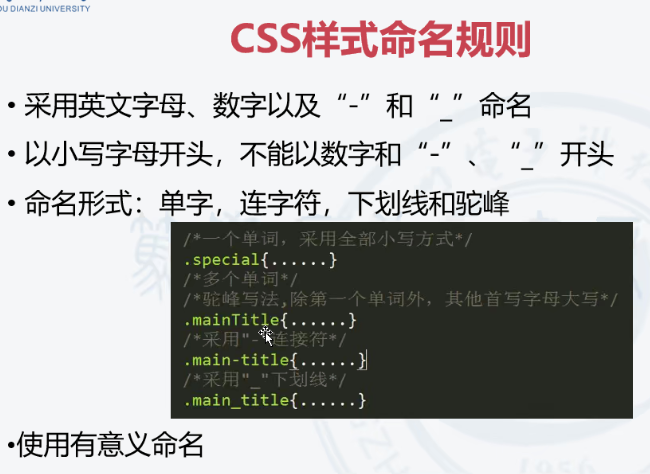 OU DIANZI UNIVERSITY
CSS样式命名规则
• 采用英文字母、数字以及“-”和“_”命名
• 以小写字母开头，不能以数字和“-”、“_”开头
• 命名形式：单字，连字符，下划线和驼峰
/*一个单词，采用全部小写方式*/
.special{......}
/*多个单词*/
/*驼峰写法,除第一个单词外，其他首写字母大写*/
.mainTitle{......}
/*采用"-"连接符*/
.main-title{......}
/*采用"_"下划线*/
.main_title{......}
•使用有意义命名
1956